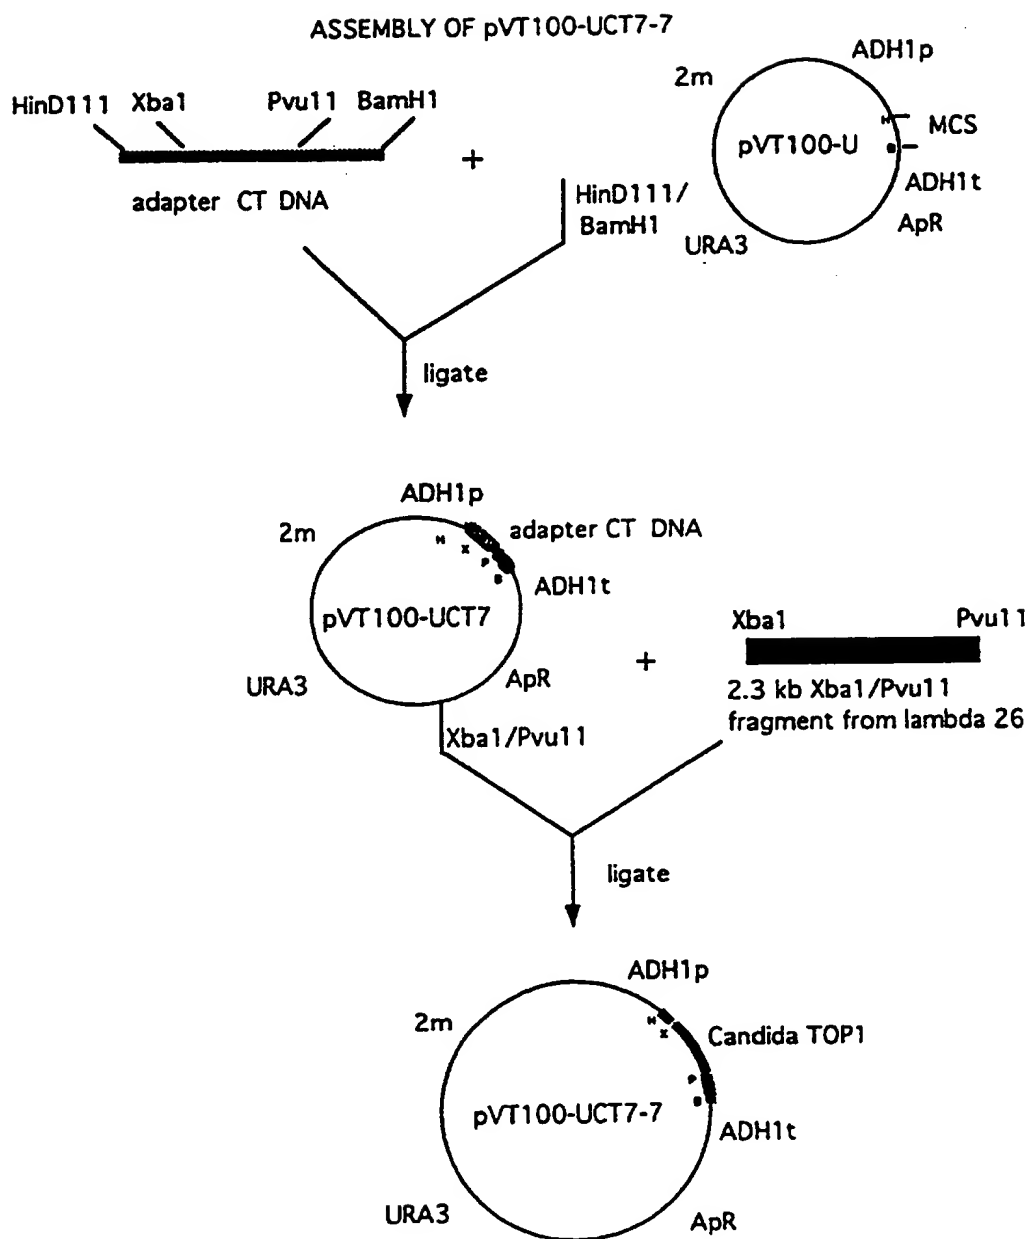 ASSEMBLY OF pVT100-UCT7-7
HinD111 Xba1 Pvu11 BamH1
adapter CT DNA
+
2m
ADH1p
H
MCS
B
pVT100-U
ADH1t
ApR
URA3
HinD111/
BamH1
ligate
ADH1p
2m
adapter CT DNA
H
X
P
B
ADH1t
pVT100-UCT7
URA3
ApR
Xba1/Pvu11
+
Xba1 Pvu11
2.3 kb Xba1/Pvu11
fragment from lambda 26
ligate
ADH1p
2m
H
X
Candida TOP1
P
B
pVT100-UCT7-7
ADH1t
URA3
ApR